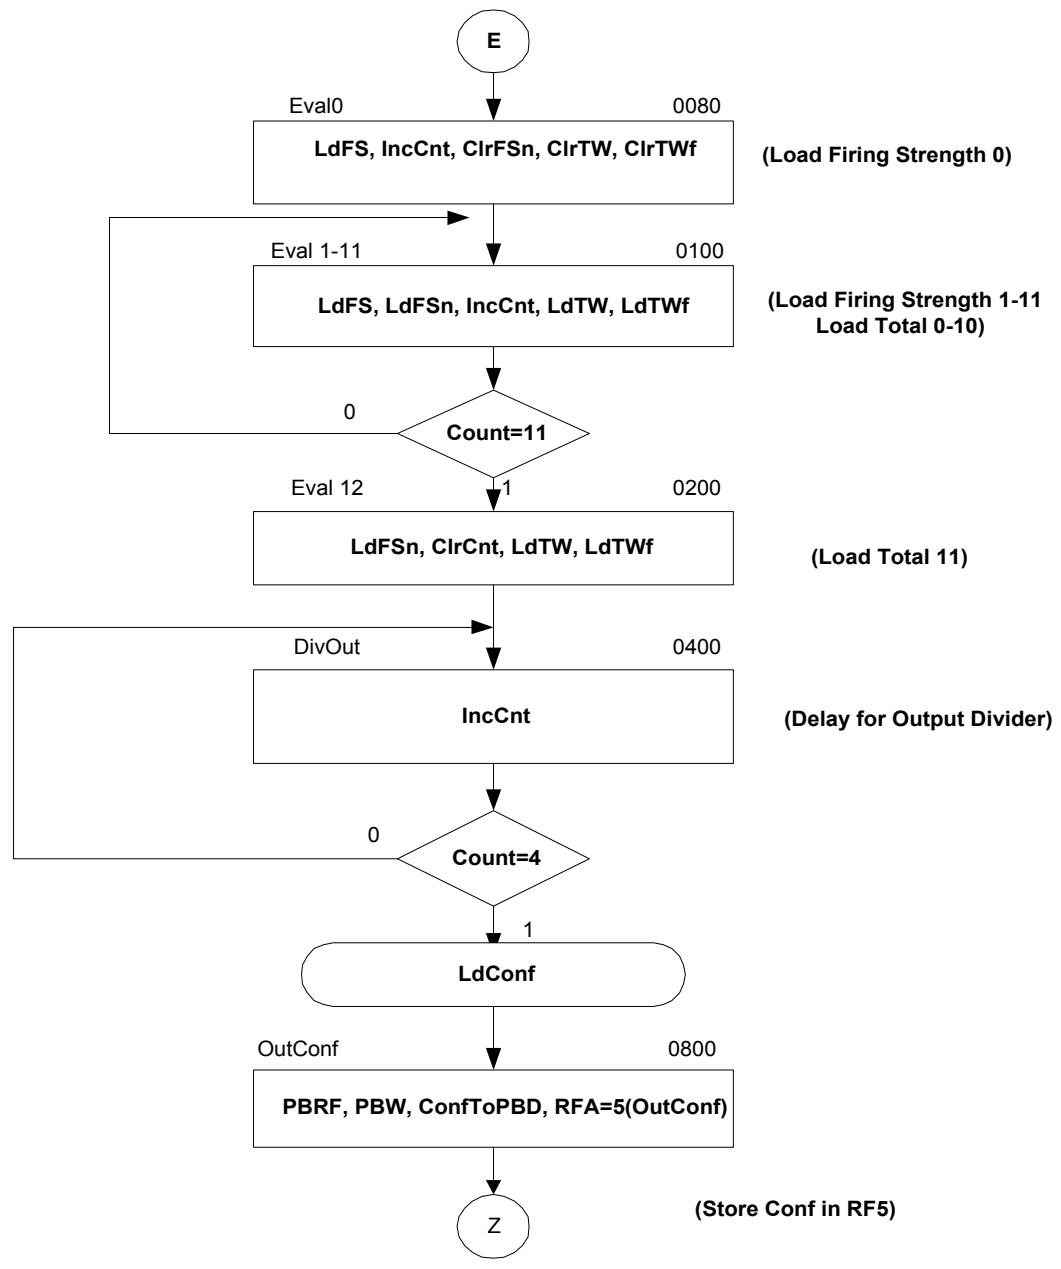 E
Eval0
0080
LdFS, IncCnt, ClrFSn, ClrTW, ClrTWf
(Load Firing Strength 0)
Eval 1-11
0100
LdFS, LdFSn, IncCnt, LdTW, LdTWf
(Load Firing Strength 1-11
Load Total 0-10)
0
Count=11
1
Eval 12
0200
LdFSn, ClrCnt, LdTW, LdTWf
(Load Total 11)
DivOut
0400
IncCnt
(Delay for Output Divider)
0
Count=4
1
LdConf
OutConf
0800
PBRF, PBW, ConfToPBD, RFA=5(OutConf)
(Store Conf in RF5)
Z